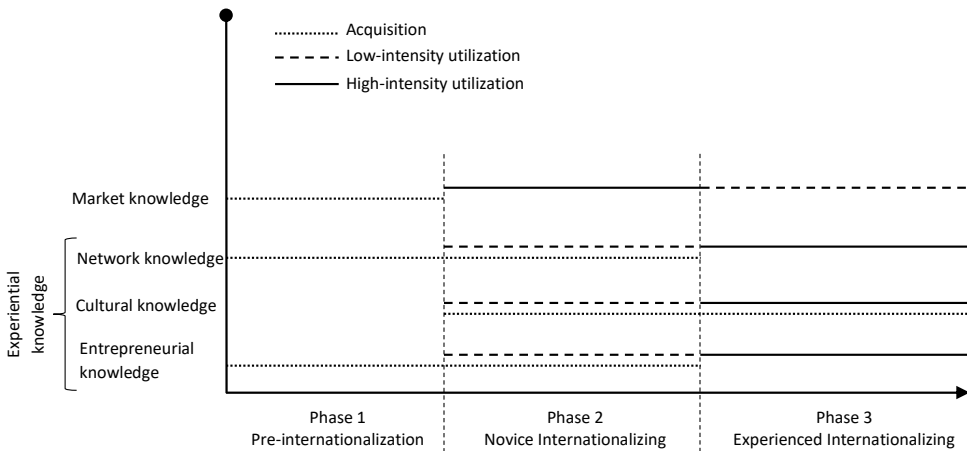 Acquisition
Low-intensity utilization
High-intensity utilization
Market knowledge
Experiential
knowledge
Network knowledge
Cultural knowledge
Entrepreneurial
knowledge
Phase 1
Pre-internationalization
Phase 2
Novice Internationalizing
Phase 3
Experienced Internationalizing